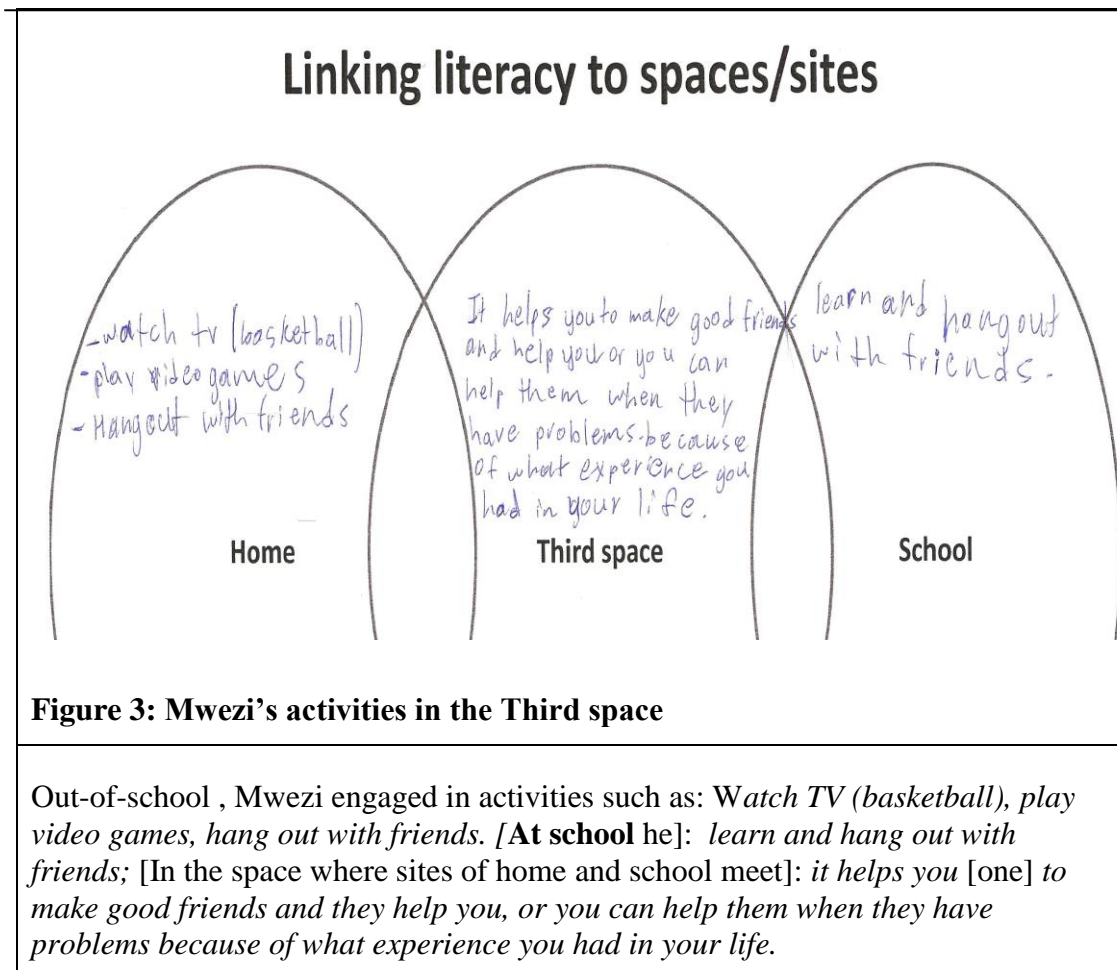 Linking literacy to spaces/sites
-watch tv (basketball)
-play video games
- Hangout with friends
Home
It helps you to make good friends
and help you or you can
help them when they
have problems because
of what experience you
had in your life.
Third space
learn and hangout
with friends.
School
Figure 3: Mwezi’s activities in the Third space
Out-of-school , Mwezi engaged in activities such as: Watch TV (basketball), play
video games, hang out with friends. [At school he]: learn and hang out with
friends; [In the space where sites of home and school meet]: it helps you [one] to
make good friends and they help you, or you can help them when they have
problems because of what experience you had in your life.